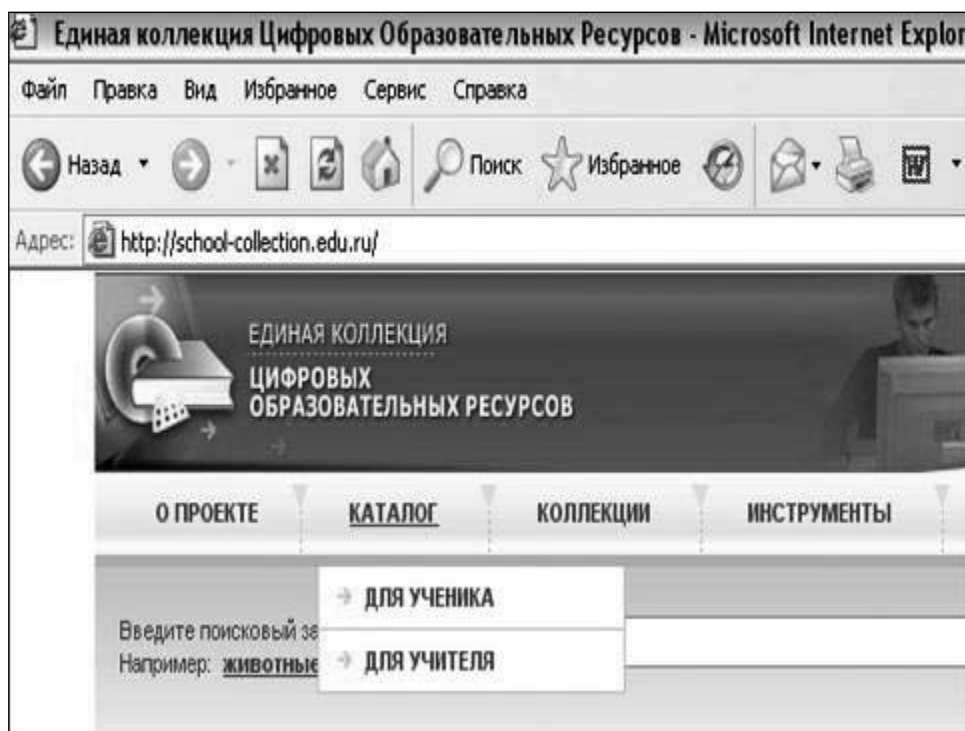 Единая коллекция Цифровых Образовательных Ресурсов - Microsoft Internet Explor
Файл Правка Вид Избранное Сервис Справка
Назад Поиск Избранное W
Адрес: http://school-collection.edu.ru/
ЕДИНАЯ КОЛЛЕКЦИЯ
ЦИФРОВЫХ
ОБРАЗОВАТЕЛЬНЫХ РЕСУРСОВ
О ПРОЕКТЕ КАТАЛОГ КОЛЛЕКЦИИ ИНСТРУМЕНТЫ
ДЛЯ УЧЕНИКА
Введите поисковый за
ДЛЯ УЧИТЕЛЯ
Например: животные